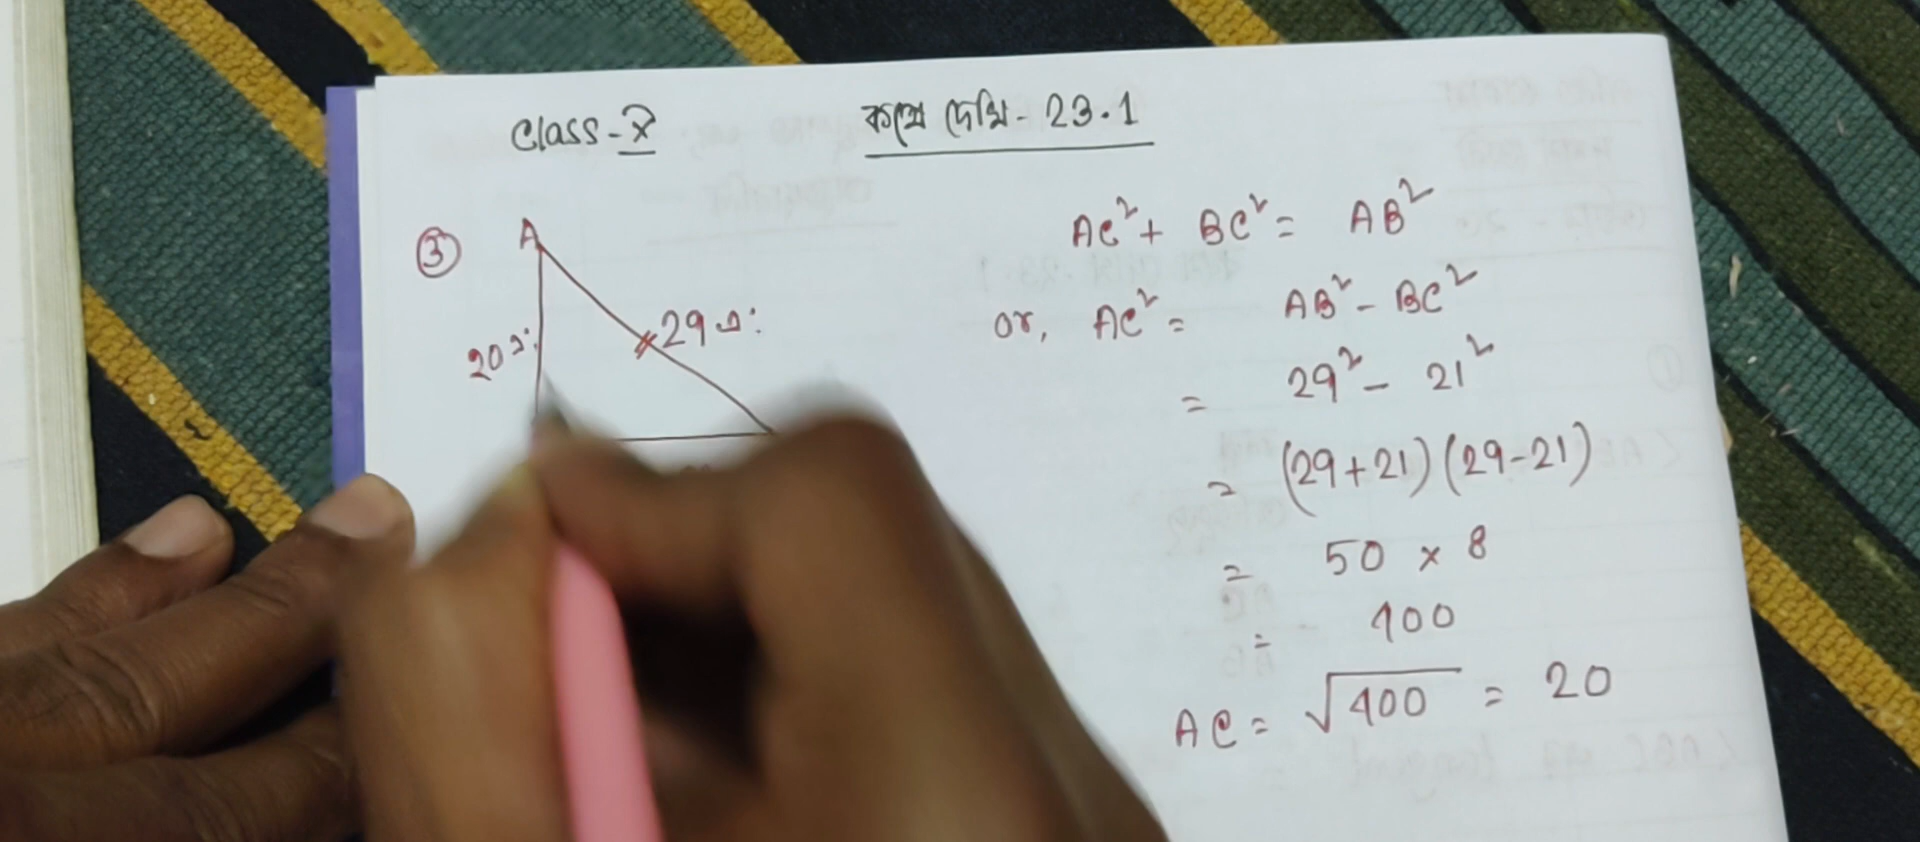 Class-X
কষে দেখি - 23.1
③
A
20 সে:
29 সে:
AC² + BC² = AB²
or, AC² = AB² - BC²
= 29² - 21²
= (29+21) (29-21)
= 50 × 8
= 400
AC = √400 = 20